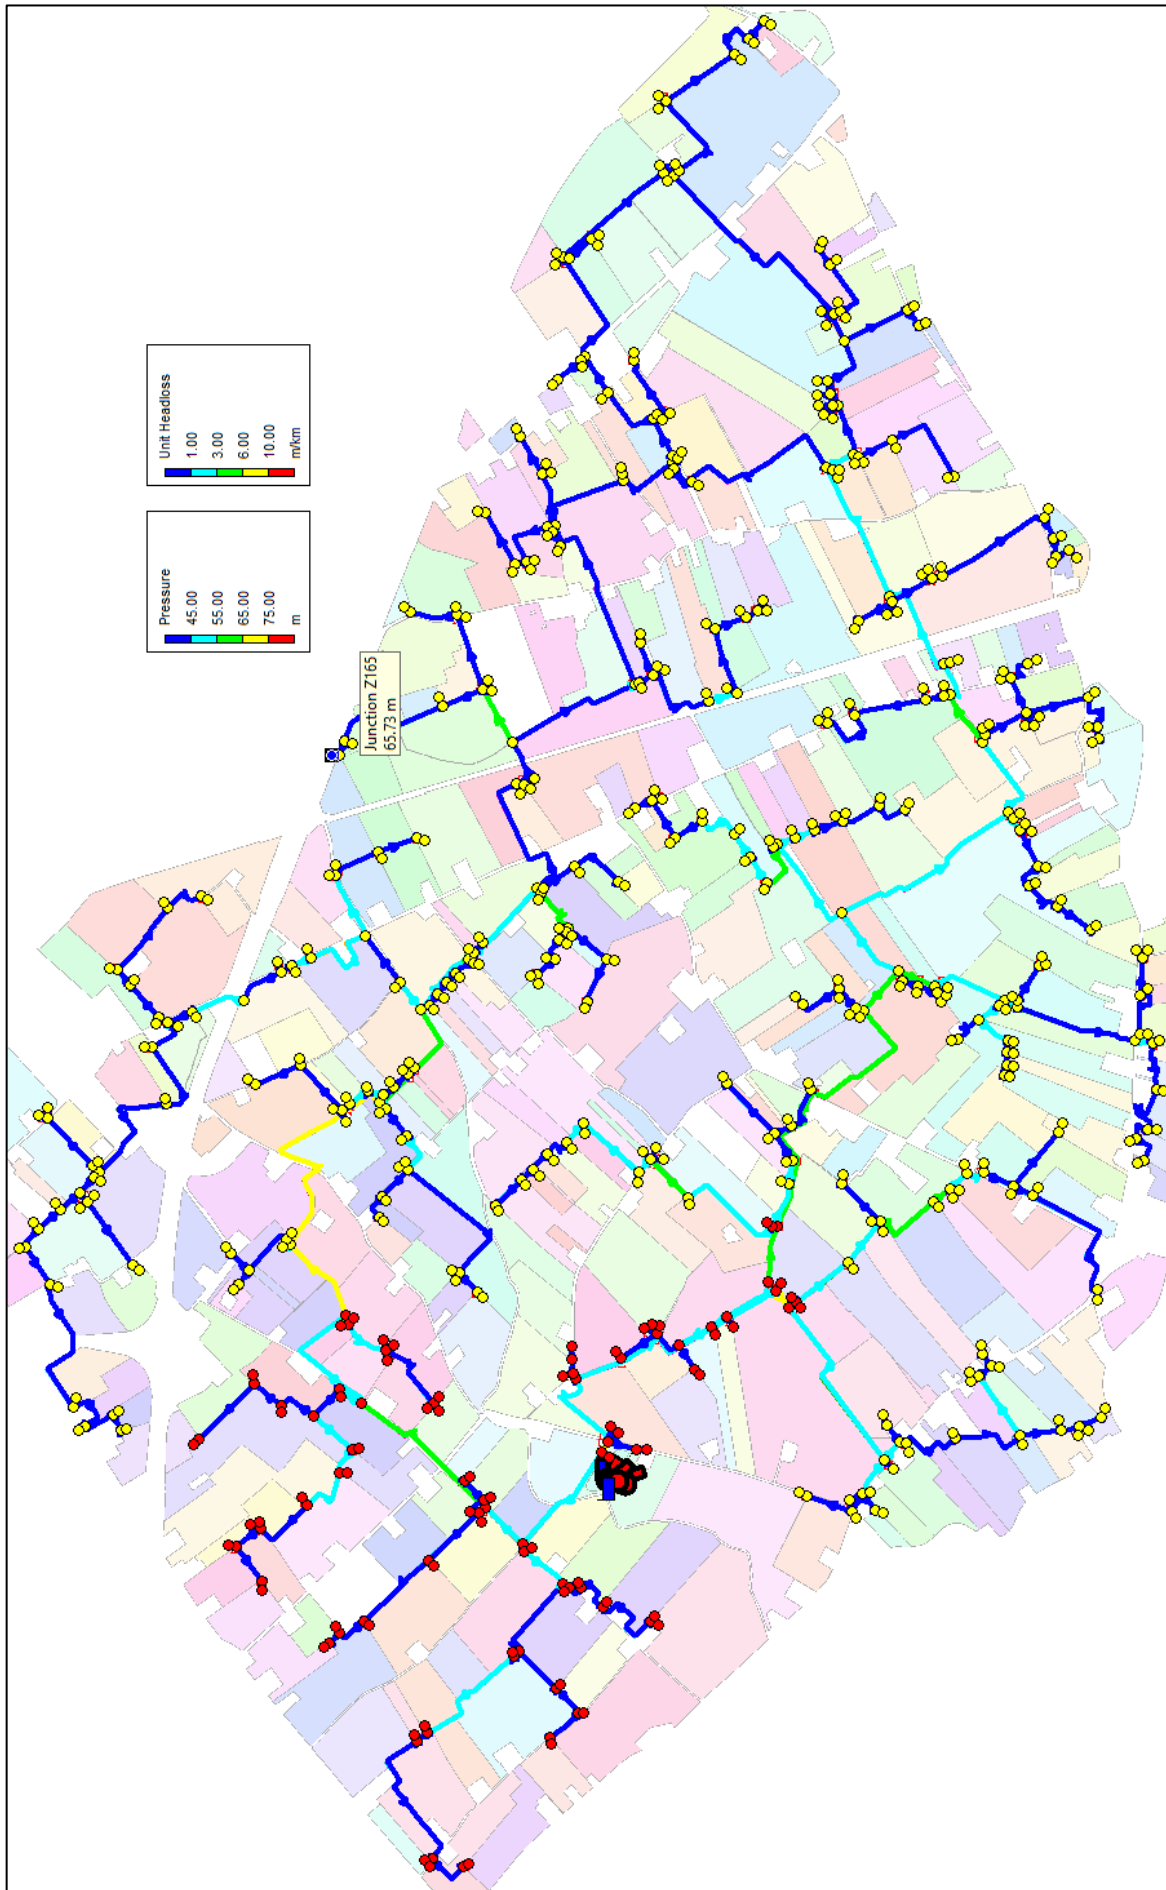 Unit Headloss
1.00
3.00
6.00
10.00
m/km
Pressure
45.00
55.00
65.00
75.00
m
Junction Z165
65.73 m